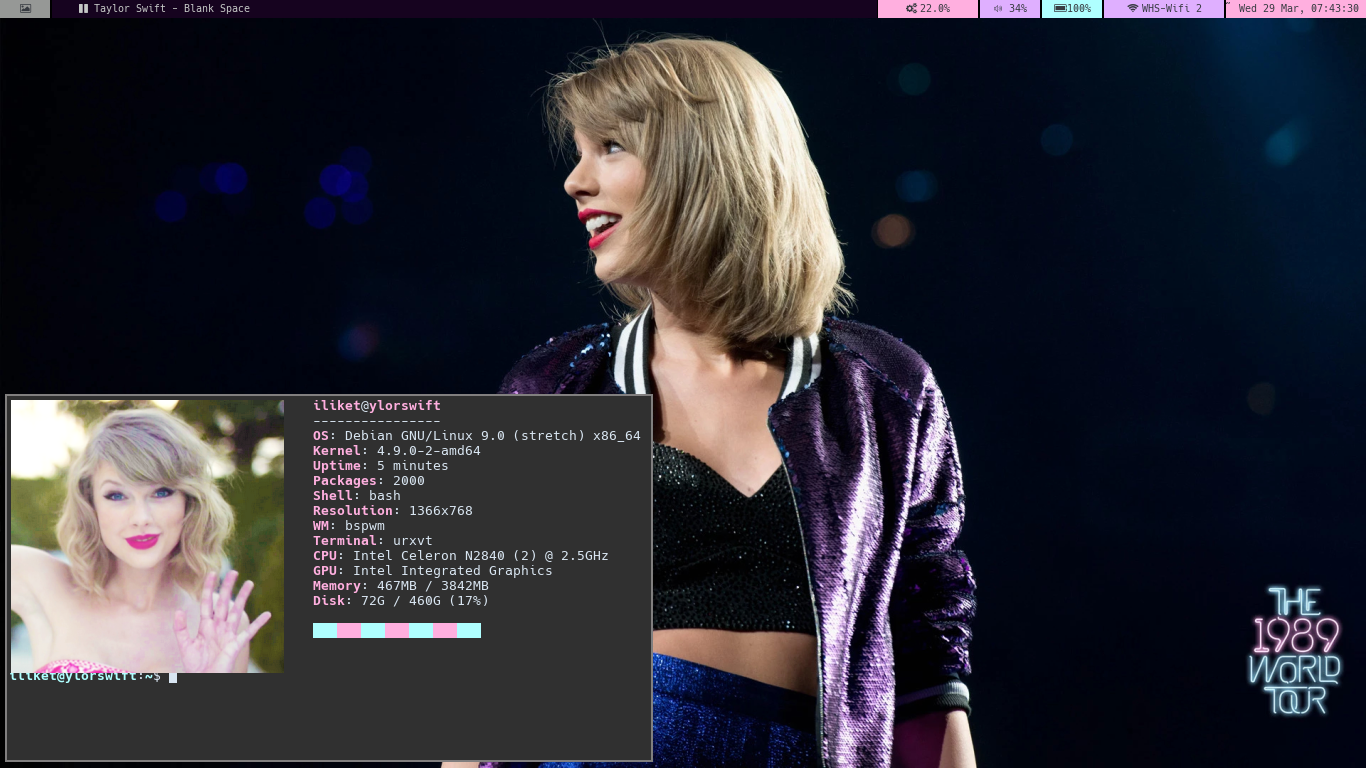 Taylor Swift - Blank Space
22.0%
34%
100%
WHS-Wifi 2
Wed 29 Mar, 07:43:30
iliket@ylorswift
----------------
OS: Debian GNU/Linux 9.0 (stretch) x86_64
Kernel: 4.9.0-2-amd64
Uptime: 5 minutes
Packages: 2000
Shell: bash
Resolution: 1366x768
WM: bspwm
Terminal: urxvt
CPU: Intel Celeron N2840 (2) @ 2.5GHz
GPU: Intel Integrated Graphics
Memory: 467MB / 3842MB
Disk: 72G / 460G (17%)
iliket@ylorswift:~$
THE
1989
WORLD
TOUR